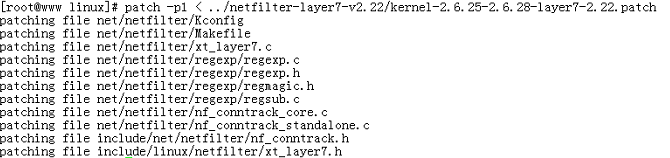 [root@www linux]# patch -p1 < ../netfilter-layer7-v2.22/kernel-2.6.25-2.6.28-layer7-2.22.patch
patching file net/netfilter/Kconfig
patching file net/netfilter/Makefile
patching file net/netfilter/xt_layer7.c
patching file net/netfilter/regexp/regexp.c
patching file net/netfilter/regexp/regexp.h
patching file net/netfilter/regexp/regmagic.h
patching file net/netfilter/regexp/regsub.c
patching file net/netfilter/nf_conntrack_core.c
patching file net/netfilter/nf_conntrack_standalone.c
patching file include/net/netfilter/nf_conntrack.h
patching file include/linux/netfilter/xt_layer7.h